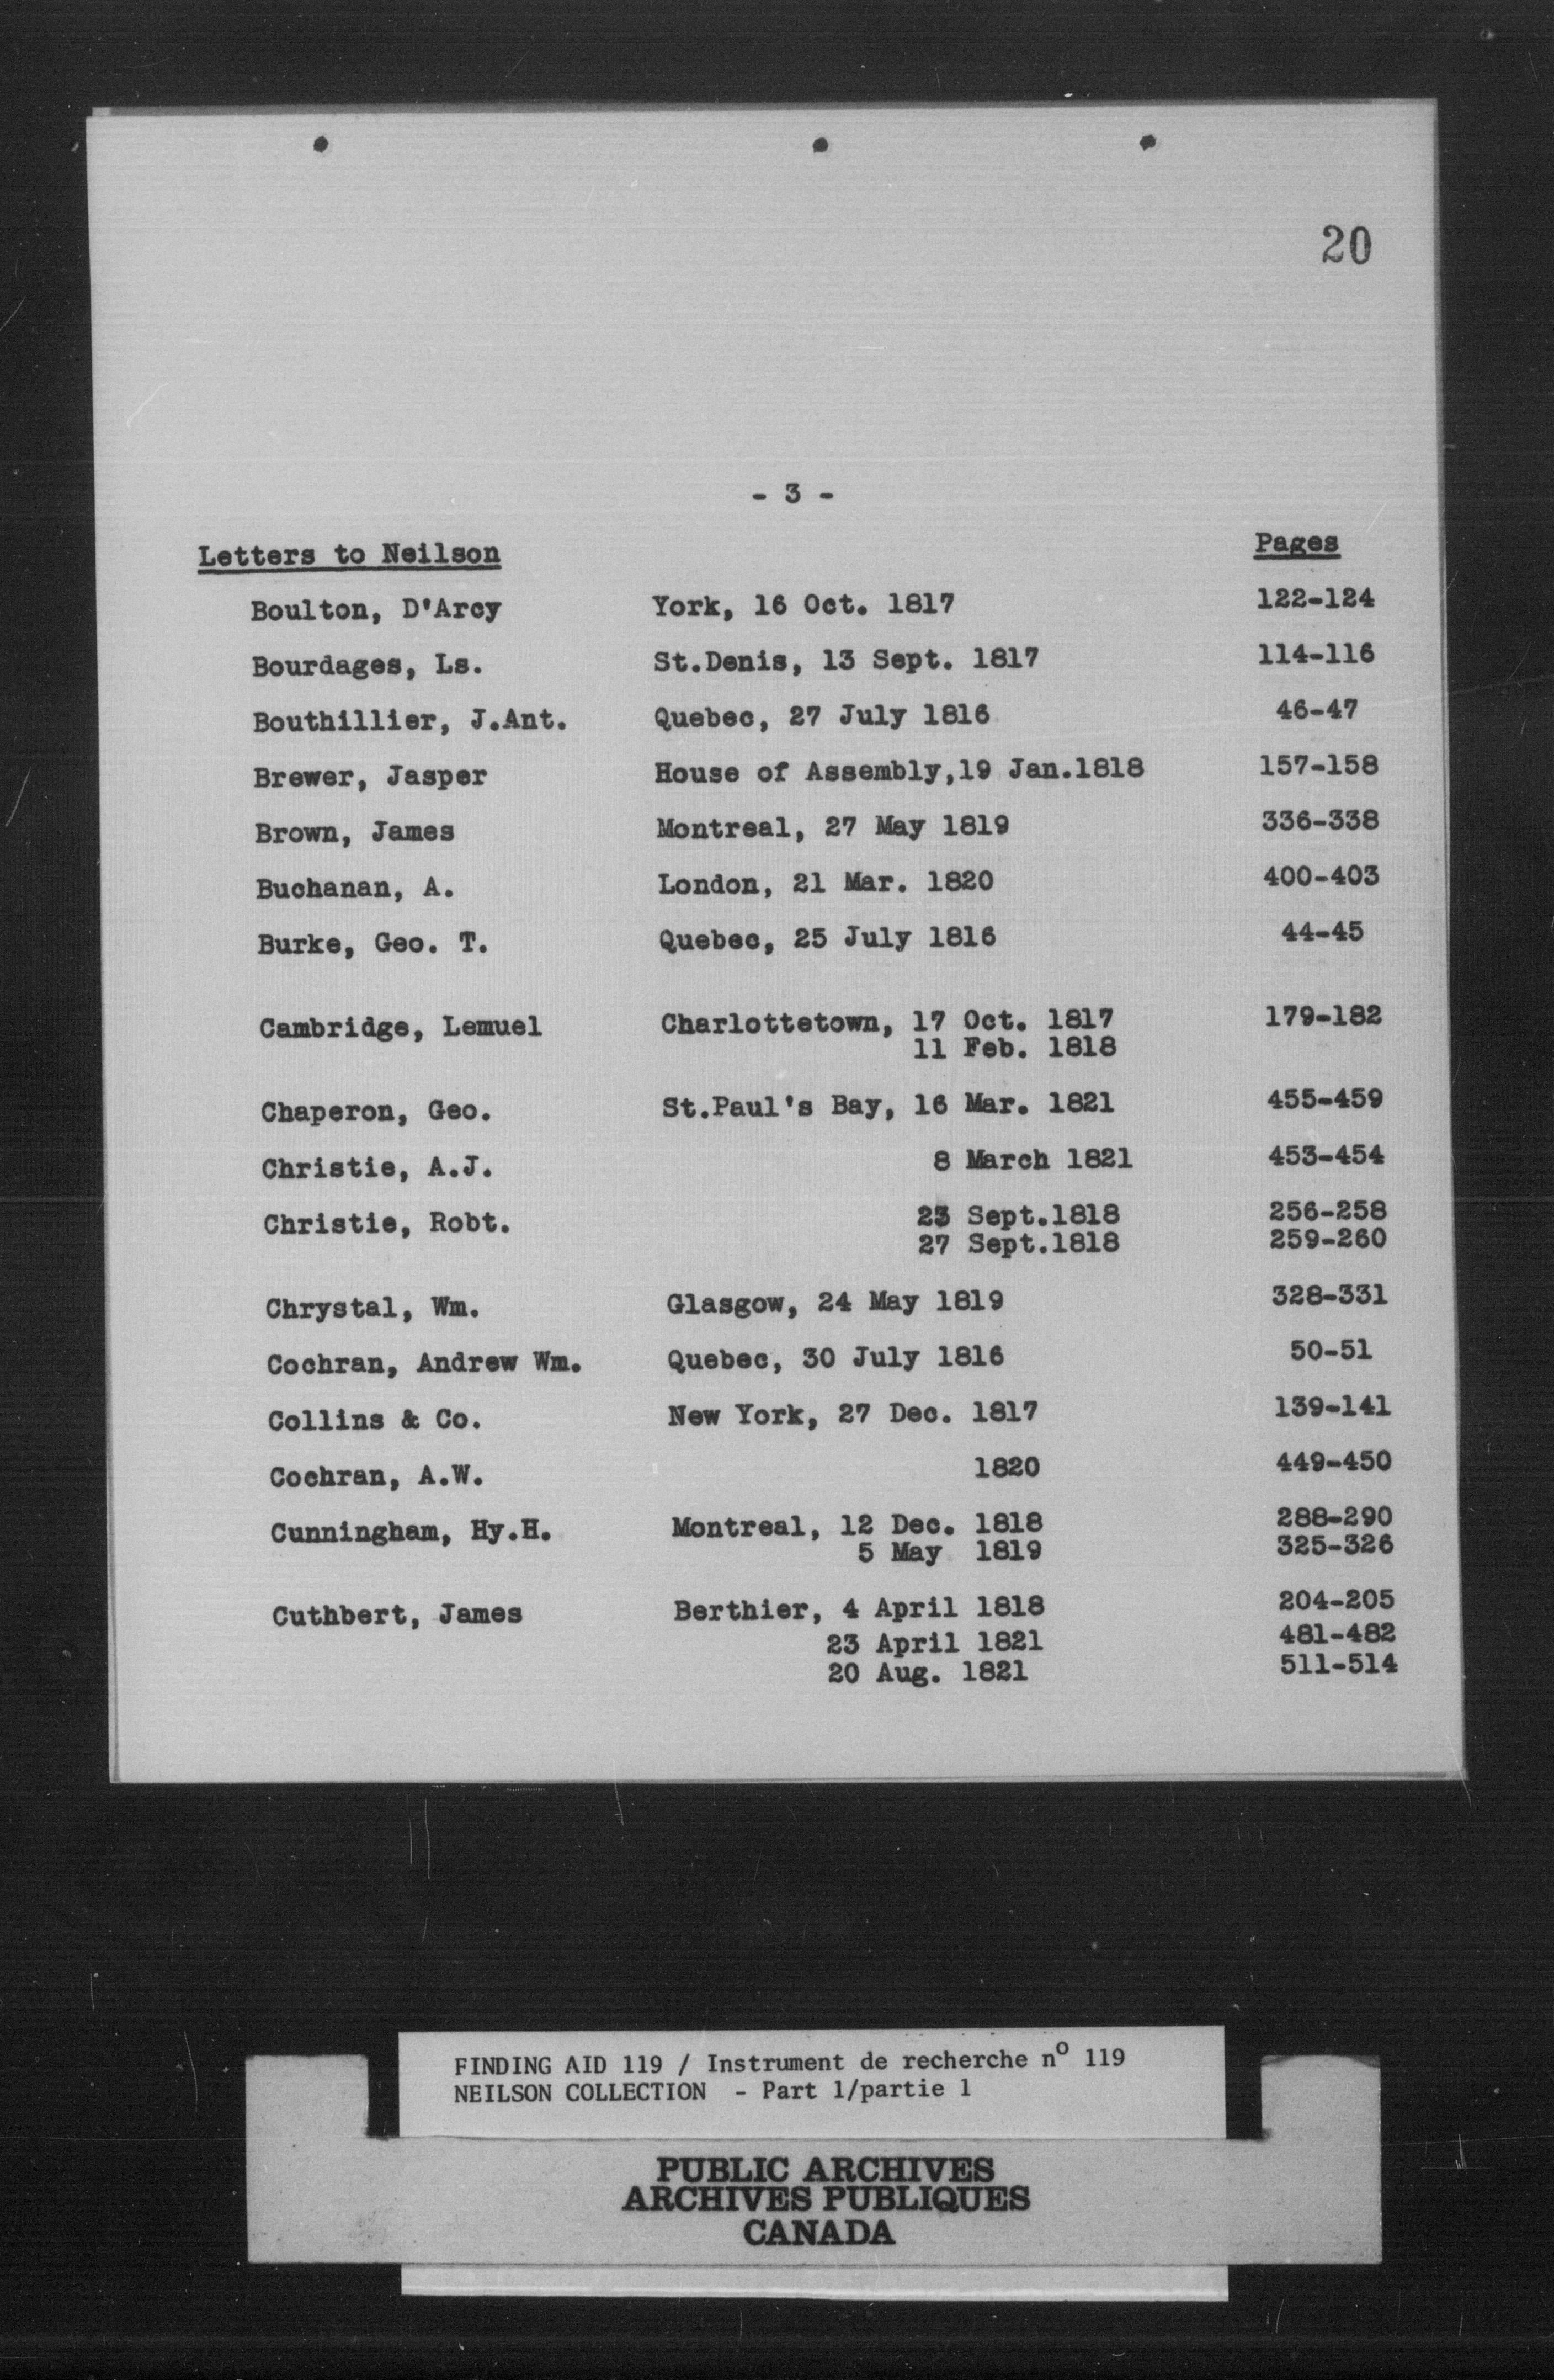 20
- 3 -
Letters to Neilson Pages
Boulton, D'Arcy York, 16 Oct. 1817 122-124
Bourdages, Ls. St.Denis, 13 Sept. 1817 114-116
Bouthillier, J.Ant. Quebec, 27 July 1816 46-47
Brewer, Jasper House of Assembly,19 Jan.1818 157-158
Brown, James Montreal, 27 May 1819 336-338
Buchanan, A. London, 21 Mar. 1820 400-403
Burke, Geo. T. Quebec, 25 July 1816 44-45
Cambridge, Lemuel Charlottetown, 17 Oct. 1817 179-182
11 Feb. 1818
Chaperon, Geo. St.Paul's Bay, 16 Mar. 1821 455-459
Christie, A.J. 8 March 1821 453-454
Christie, Robt. 23 Sept.1818 256-258
27 Sept.1818 259-260
Chrystal, Wm. Glasgow, 24 May 1819 328-331
Cochran, Andrew Wm. Quebec, 30 July 1816 50-51
Collins & Co. New York, 27 Dec. 1817 139-141
Cochran, A.W. 1820 449-450
Cunningham, Hy.H. Montreal, 12 Dec. 1818 288-290
5 May 1819 325-326
Cuthbert, James Berthier, 4 April 1818 204-205
23 April 1821 481-482
20 Aug. 1821 511-514
FINDING AID 119 / Instrument de recherche nº 119
NEILSON COLLECTION - Part 1/partie 1
PUBLIC ARCHIVES
ARCHIVES PUBLIQUES
CANADA